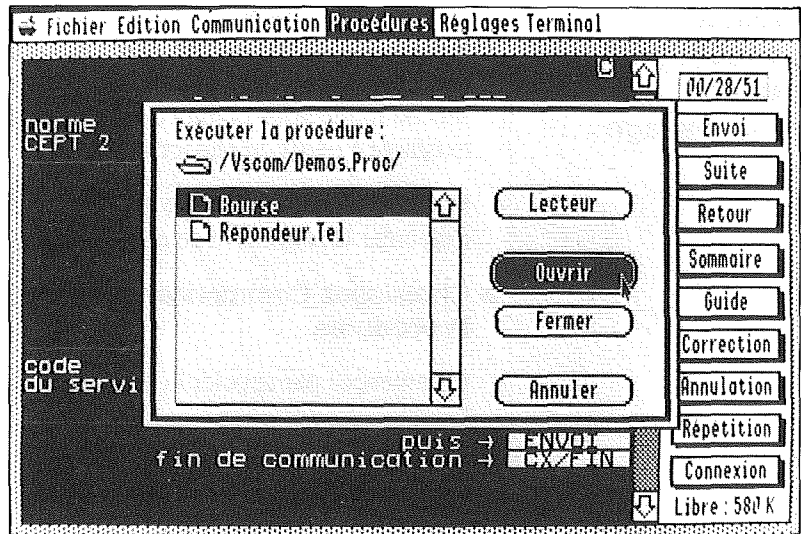 Fichier Edition Communication Procédures Réglages Terminal
C
00/28/51
norme
CEPT 2
Exécuter la procédure :
/Vscom/Demos.Proc/
Bourse
Repondeur.Tel
Lecteur
Ouvrir
Fermer
Annuler
Envoi
Suite
Retour
Sommaire
Guide
Correction
Annulation
Répétition
Connexion
code
du servi
puis → ENVOI
fin de communication → CX/FIN
Libre : 580 K